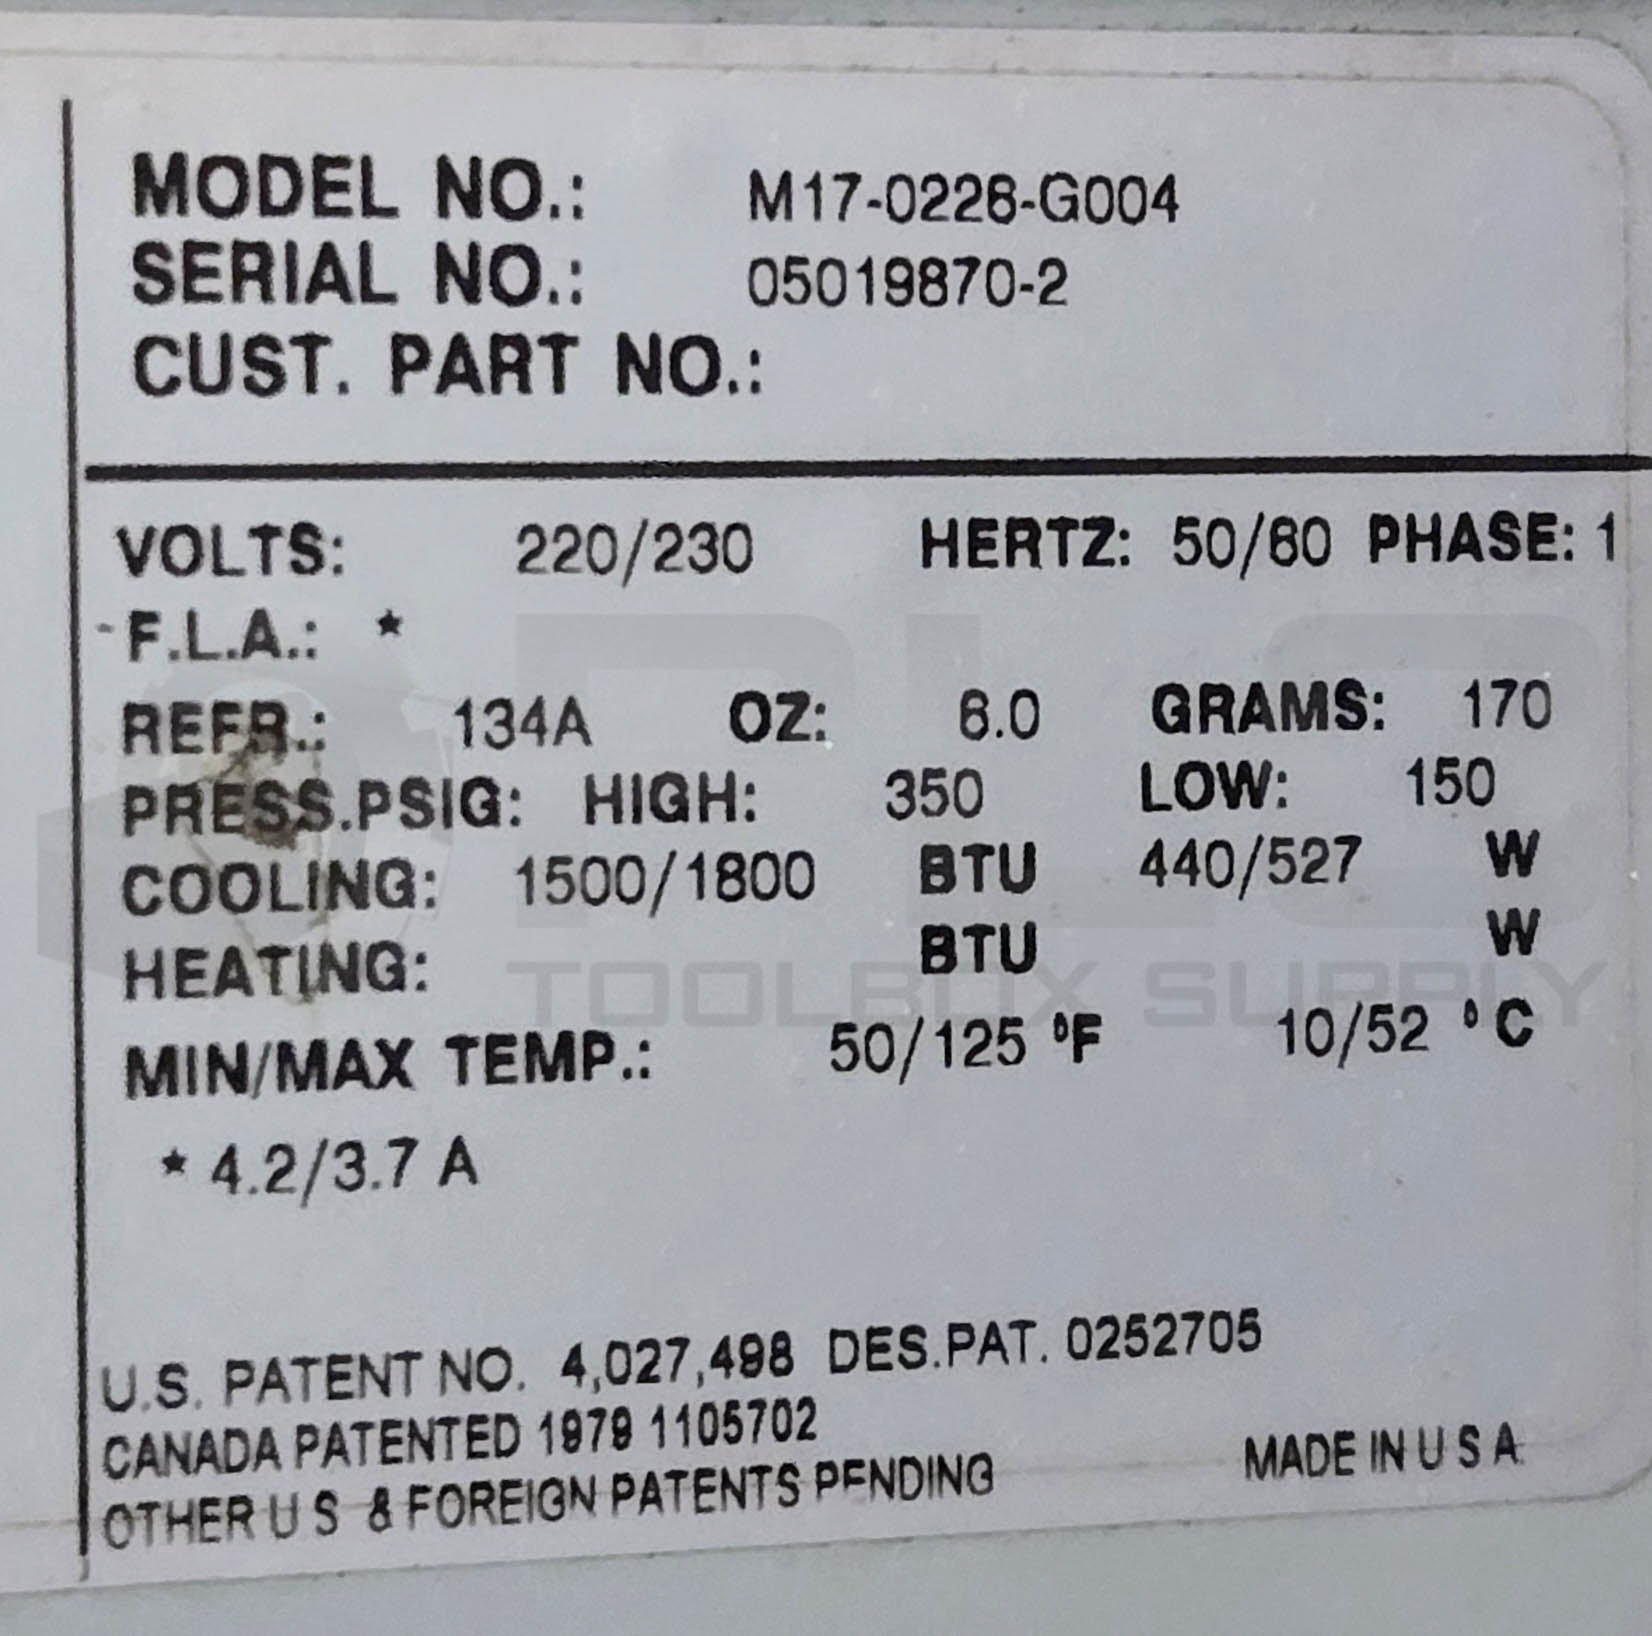 MODEL NO.: M17-0226-G004
SERIAL NO.: 05019870-2
CUST. PART NO.:
VOLTS: 220/230 HERTZ: 50/60 PHASE: 1
F.L.A.: *
REFR.: 134A OZ: 6.0 GRAMS: 170
PRESS.PSIG: HIGH: 350 LOW: 150
COOLING: 1500/1800 BTU 440/527 W
HEATING: BTU W
MIN/MAX TEMP.: 50/125 °F 10/52 °C
* 4.2/3.7 A
U.S. PATENT NO. 4,027,498 DES.PAT. 0252705
CANADA PATENTED 1979 1105702
OTHER U S & FOREIGN PATENTS PENDING MADE IN U S A
PLC
TOOLBOX SUPPLY